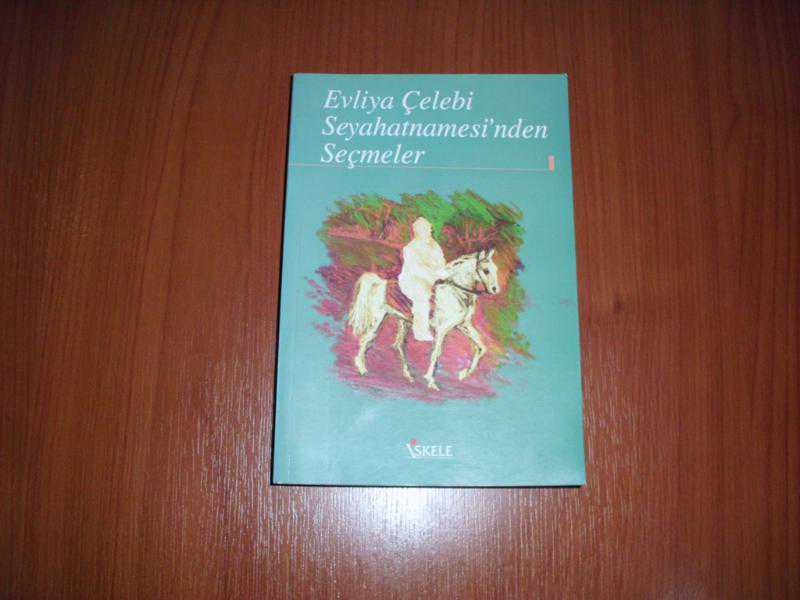 Evliya Çelebi
Seyahatnamesi'nden
Seçmeler
İSKELE